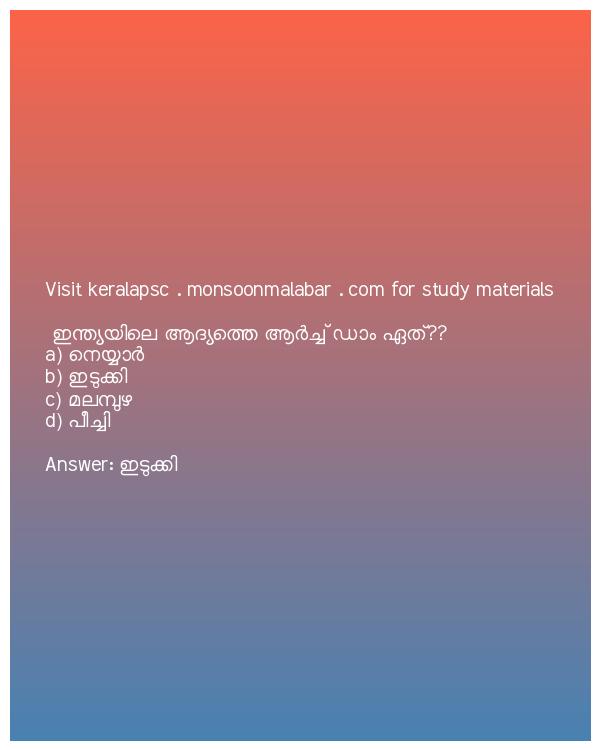 Visit keralapsc . monsoonmalabar . com for study materials
ഇന്ത്യയിലെ ആദ്യത്തെ ആർച്ച് ഡാം ഏത്??
a) നെയ്യാർ
b) ഇടുക്കി
c) മലമ്പുഴ
d) പീച്ചി
Answer: ഇടുക്കി